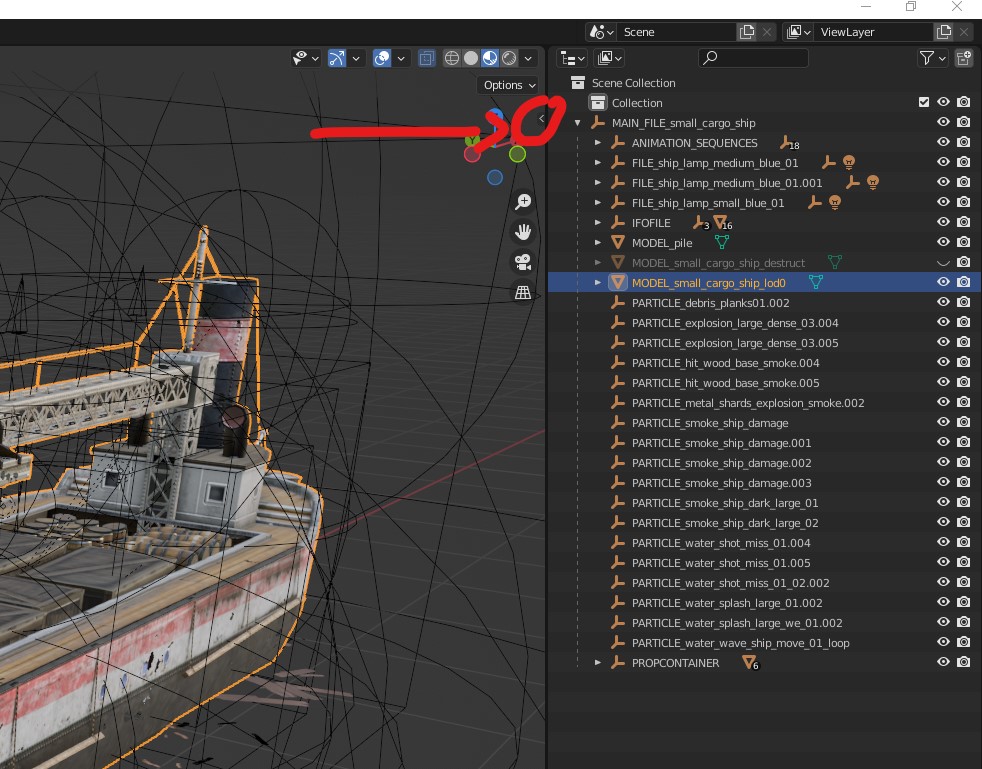 Scene
ViewLayer
Options
Scene Collection
Collection
MAIN_FILE_small_cargo_ship
ANIMATION_SEQUENCES 18
FILE_ship_lamp_medium_blue_01
FILE_ship_lamp_medium_blue_01.001
FILE_ship_lamp_small_blue_01
IFOFILE 3 16
MODEL_pile
MODEL_small_cargo_ship_destruct
MODEL_small_cargo_ship_lod0
PARTICLE_debris_planks01.002
PARTICLE_explosion_large_dense_03.004
PARTICLE_explosion_large_dense_03.005
PARTICLE_hit_wood_base_smoke.004
PARTICLE_hit_wood_base_smoke.005
PARTICLE_metal_shards_explosion_smoke.002
PARTICLE_smoke_ship_damage
PARTICLE_smoke_ship_damage.001
PARTICLE_smoke_ship_damage.002
PARTICLE_smoke_ship_damage.003
PARTICLE_smoke_ship_dark_large_01
PARTICLE_smoke_ship_dark_large_02
PARTICLE_water_shot_miss_01.004
PARTICLE_water_shot_miss_01.005
PARTICLE_water_shot_miss_01_02.002
PARTICLE_water_splash_large_01.002
PARTICLE_water_splash_large_we_01.002
PARTICLE_water_wave_ship_move_01_loop
PROPCONTAINER 6